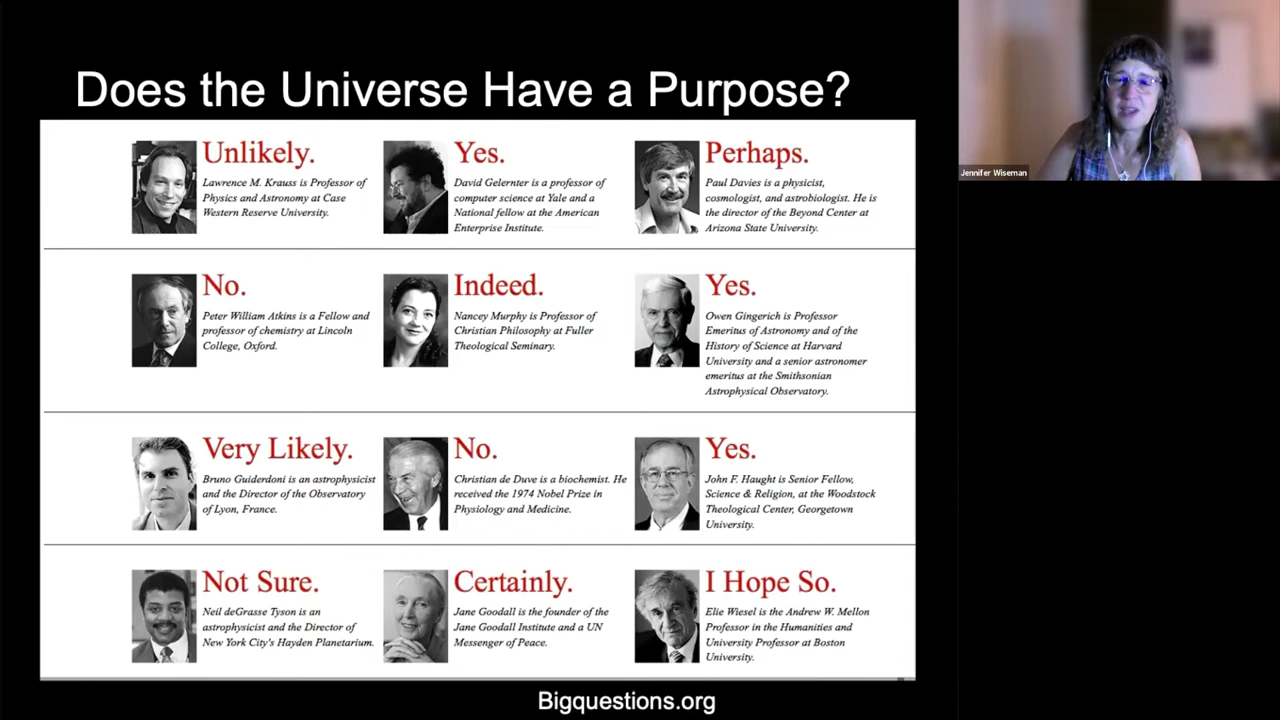 Does the Universe Have a Purpose?
Jennifer Wiseman
Unlikely.
Lawrence M. Krauss is Professor of
Physics and Astronomy at Case
Western Reserve University.
Yes.
David Gelernter is a professor of
computer science at Yale and a
National fellow at the American
Enterprise Institute.
Perhaps.
Paul Davies is a physicist,
cosmologist, and astrobiologist. He is
the director of the Beyond Center at
Arizona State University.
No.
Peter William Atkins is a Fellow and
professor of chemistry at Lincoln
College, Oxford.
Indeed.
Nancey Murphy is Professor of
Christian Philosophy at Fuller
Theological Seminary.
Yes.
Owen Gingerich is Professor
Emeritus of Astronomy and of the
History of Science at Harvard
University and a senior astronomer
emeritus at the Smithsonian
Astrophysical Observatory.
Very Likely.
Bruno Guiderdoni is an astrophysicist
and the Director of the Observatory
of Lyon, France.
No.
Christian de Duve is a biochemist. He
received the 1974 Nobel Prize in
Physiology and Medicine.
Yes.
John F. Haught is Senior Fellow,
Science & Religion, at the Woodstock
Theological Center, Georgetown
University.
Not Sure.
Neil deGrasse Tyson is an
astrophysicist and the Director of
New York City's Hayden Planetarium.
Certainly.
Jane Goodall is the founder of the
Jane Goodall Institute and a UN
Messenger of Peace.
I Hope So.
Elie Wiesel is the Andrew W. Mellon
Professor in the Humanities and
University Professor at Boston
University.
Bigquestions.org